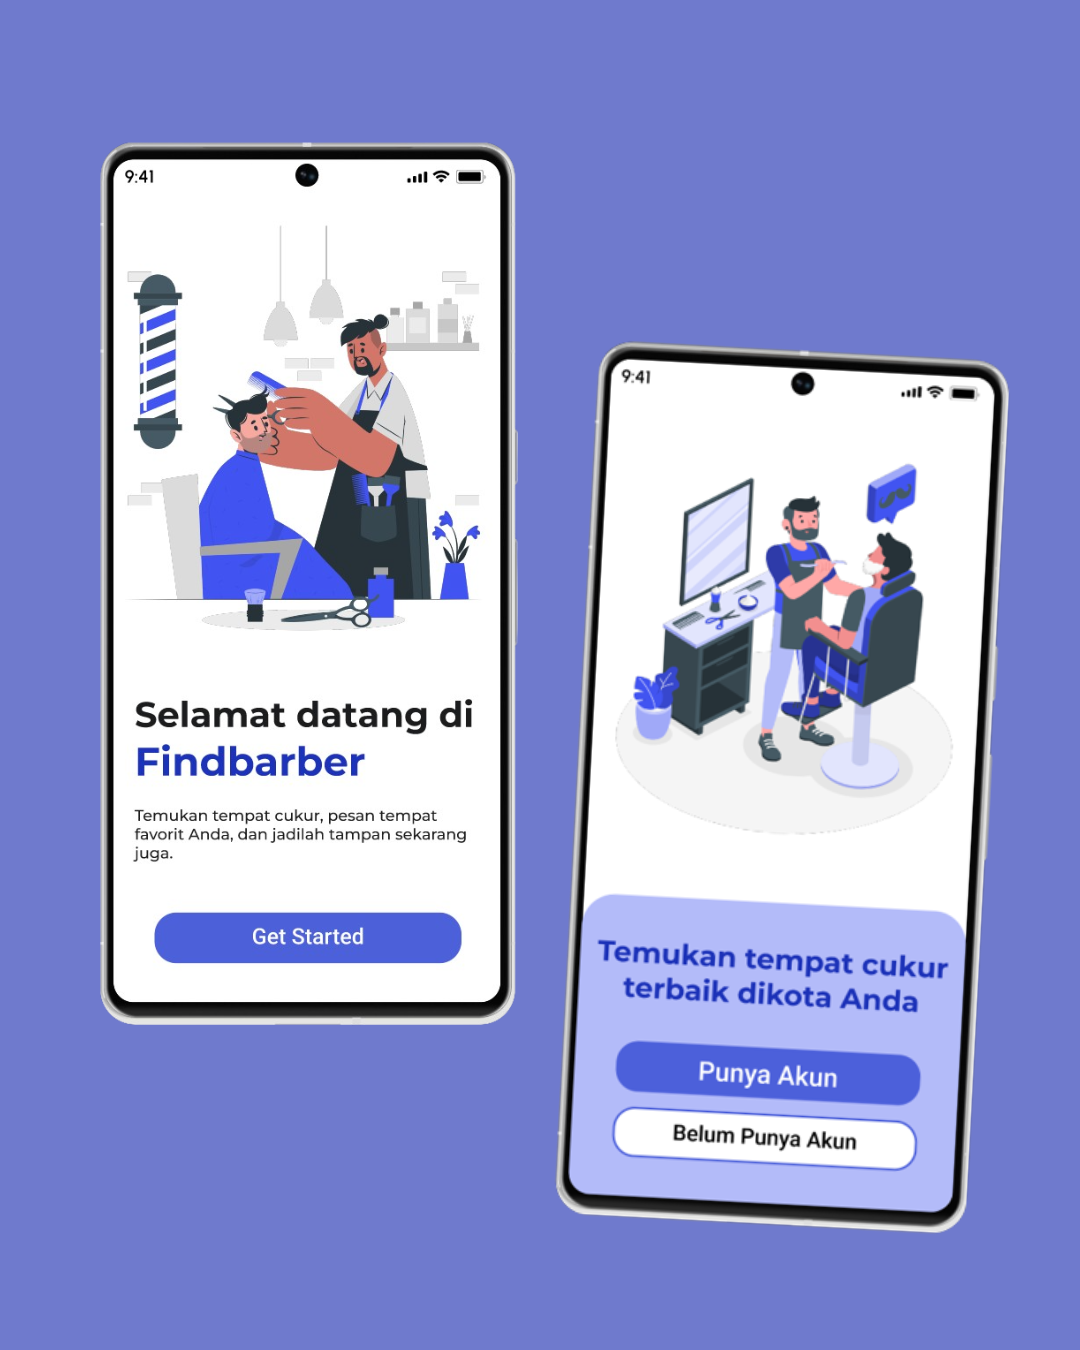 9:41
Selamat datang di
Findbarber
Temukan tempat cukur, pesan tempat
favorit Anda, dan jadilah tampan sekarang
juga.
Get Started
9:41
Temukan tempat cukur
terbaik dikota Anda
Punya Akun
Belum Punya Akun